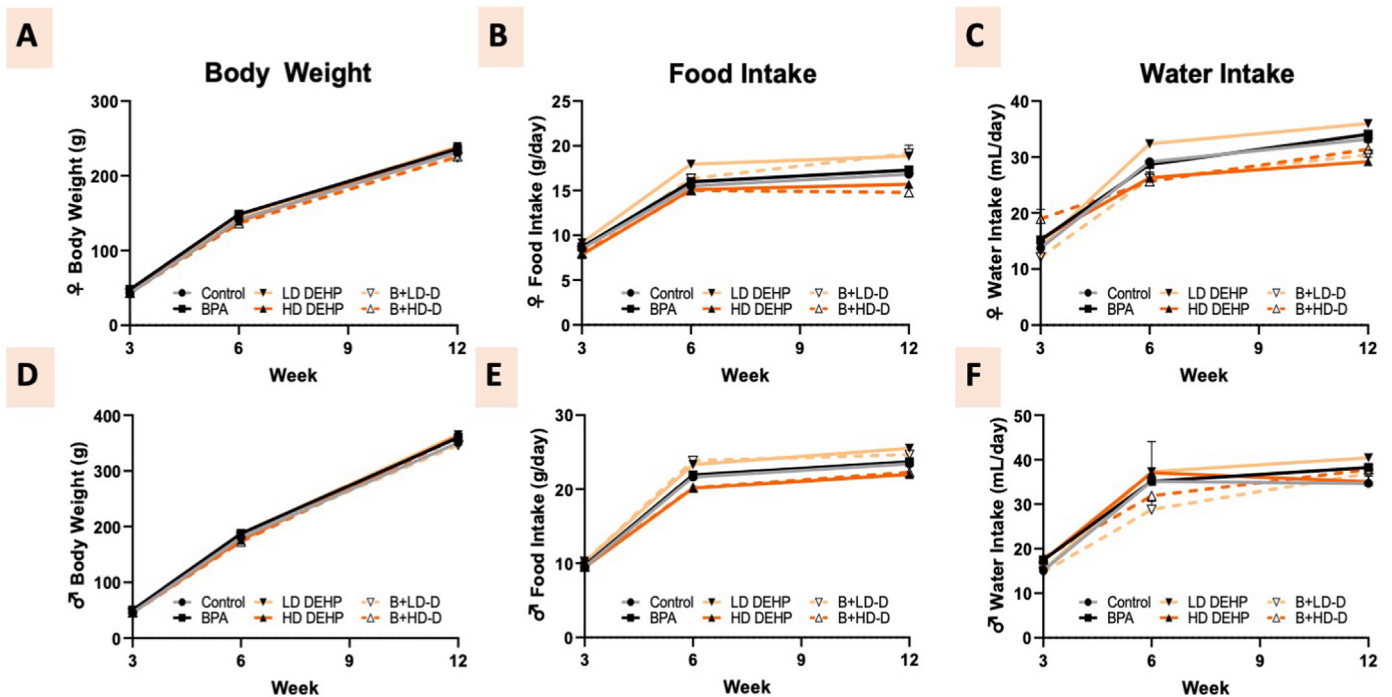 A
B
C
Body Weight
Food Intake
Water Intake
♀ Body Weight (g)
300
200
100
0
3
6
9
12
Week
Control
LD DEHP
B+LD-D
BPA
HD DEHP
B+HD-D
♀ Food Intake (g/day)
25
20
15
10
5
0
3
6
9
12
Week
Control
LD DEHP
B+LD-D
BPA
HD DEHP
B+HD-D
♀ Water Intake (mL/day)
40
30
20
10
0
3
6
9
12
Week
Control
LD DEHP
B+LD-D
BPA
HD DEHP
B+HD-D
D
E
F
♂ Body Weight (g)
400
300
200
100
0
3
6
9
12
Week
Control
LD DEHP
B+LD-D
BPA
HD DEHP
B+HD-D
♂ Food Intake (g/day)
30
20
10
0
3
6
9
12
Week
Control
LD DEHP
B+LD-D
BPA
HD DEHP
B+HD-D
♂ Water Intake (mL/day)
50
40
30
20
10
0
3
6
9
12
Week
Control
LD DEHP
B+LD-D
BPA
HD DEHP
B+HD-D